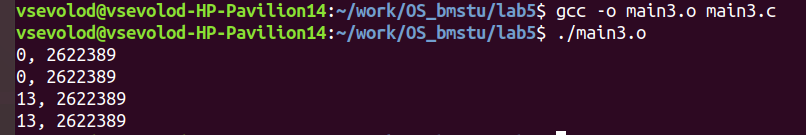 vsevolod@vsevolod-HP-Pavilion14:~/work/OS_bmstu/lab5$ gcc -o main3.o main3.c
vsevolod@vsevolod-HP-Pavilion14:~/work/OS_bmstu/lab5$ ./main3.o
0, 2622389
0, 2622389
13, 2622389
13, 2622389